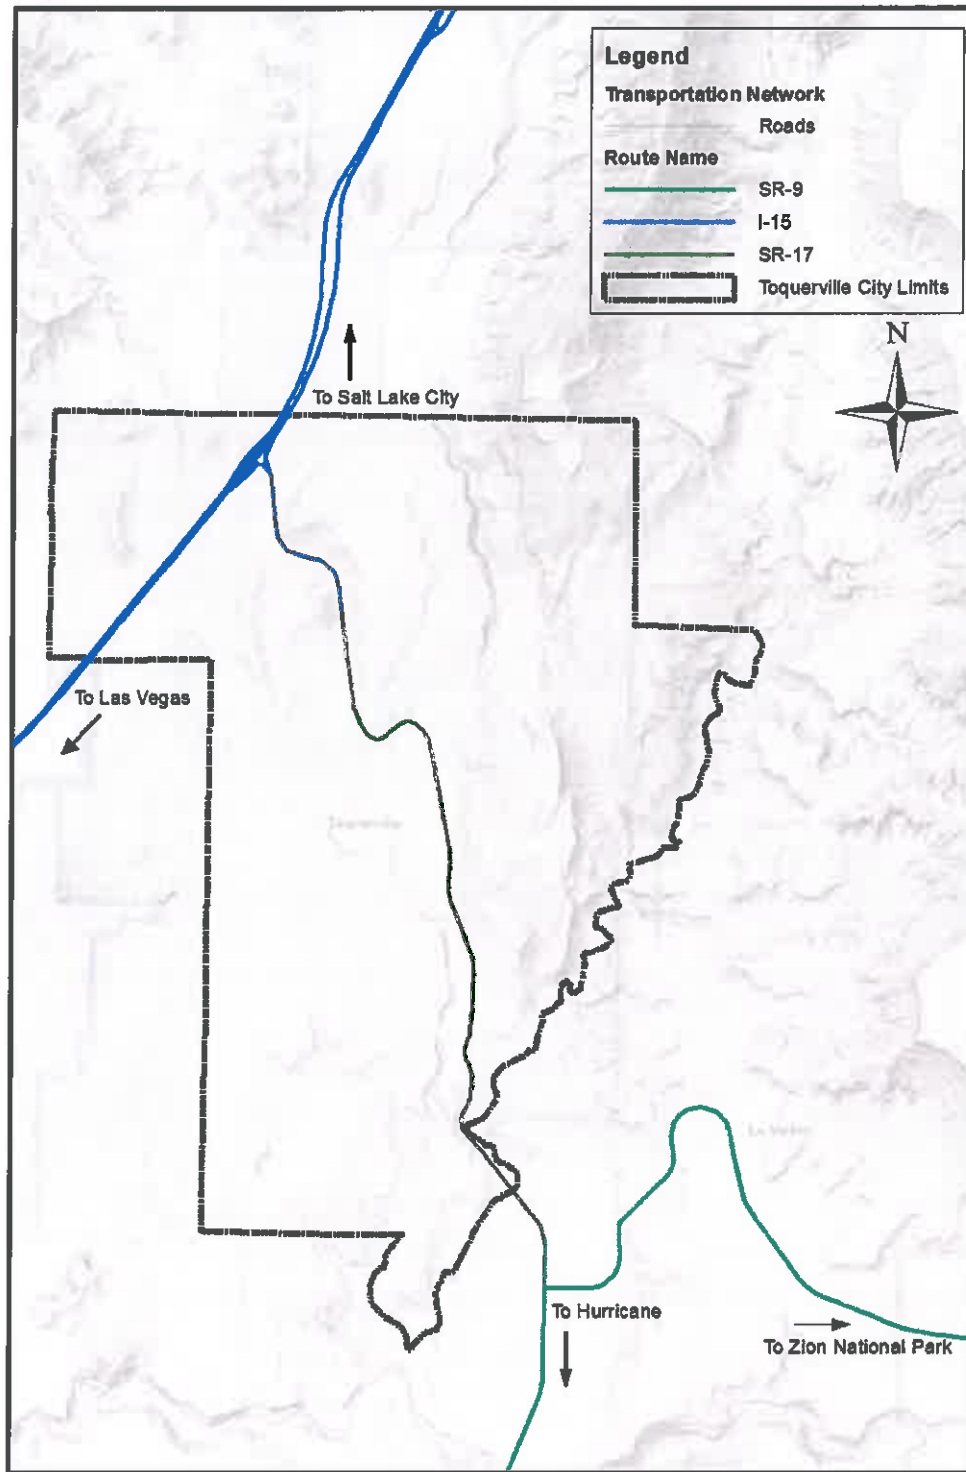 Legend
Transportation Network
Roads
Route Name
SR-9
I-15
SR-17
Toquerville City Limits
N
To Salt Lake City
To Las Vegas
To Hurricane
To Zion National Park